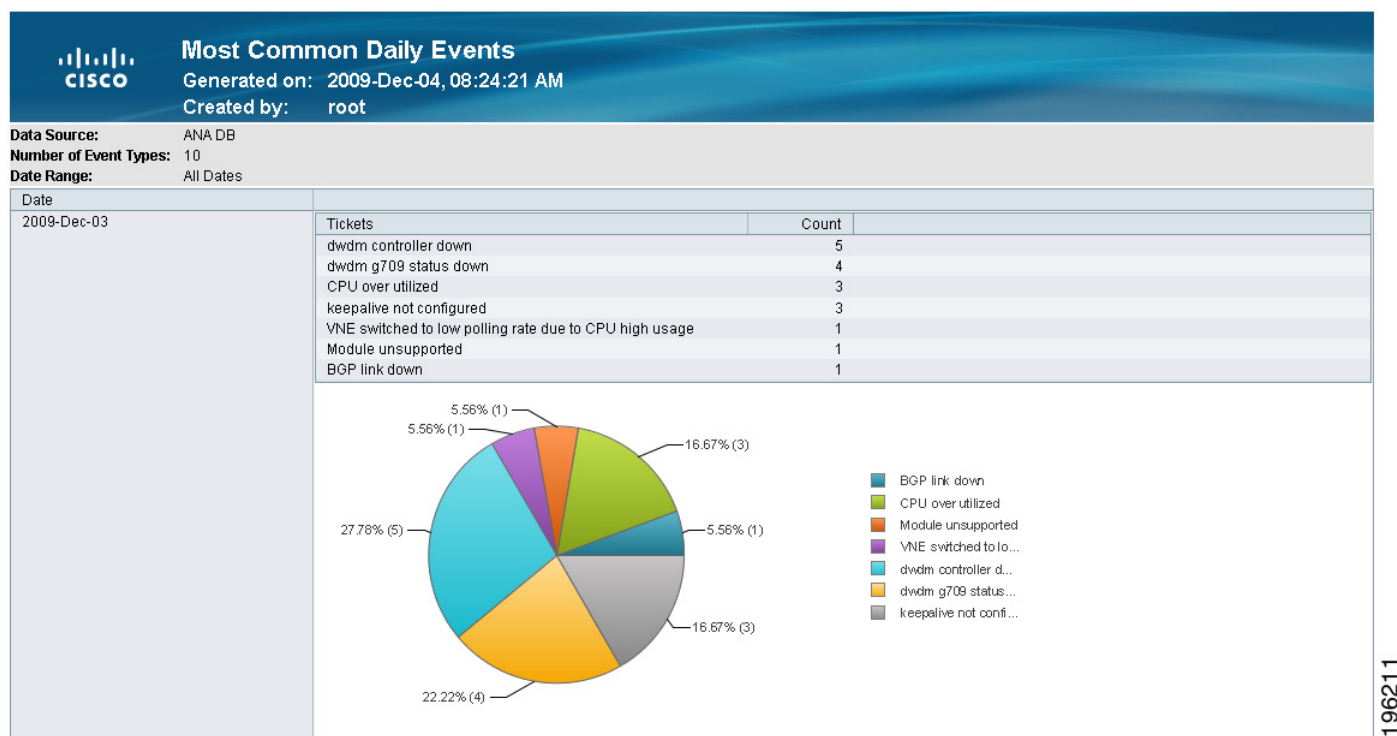 CISCO
Most Common Daily Events
Generated on: 2009-Dec-04, 08:24:21 AM
Created by: root
Data Source: ANA DB
Number of Event Types: 10
Date Range: All Dates
Date
2009-Dec-03
Tickets Count
dwdm controller down 5
dwdm g709 status down 4
CPU over utilized 3
keepalive not configured 3
VNE switched to low polling rate due to CPU high usage 1
Module unsupported 1
BGP link down 1
5.56% (1)
5.56% (1)
16.67% (3)
27.78% (5)
5.56% (1)
16.67% (3)
22.22% (4)
BGP link down
CPU over utilized
Module unsupported
VNE switched to lo...
dwdm controller d...
dwdm g709 status...
keepalive not confi...
196211